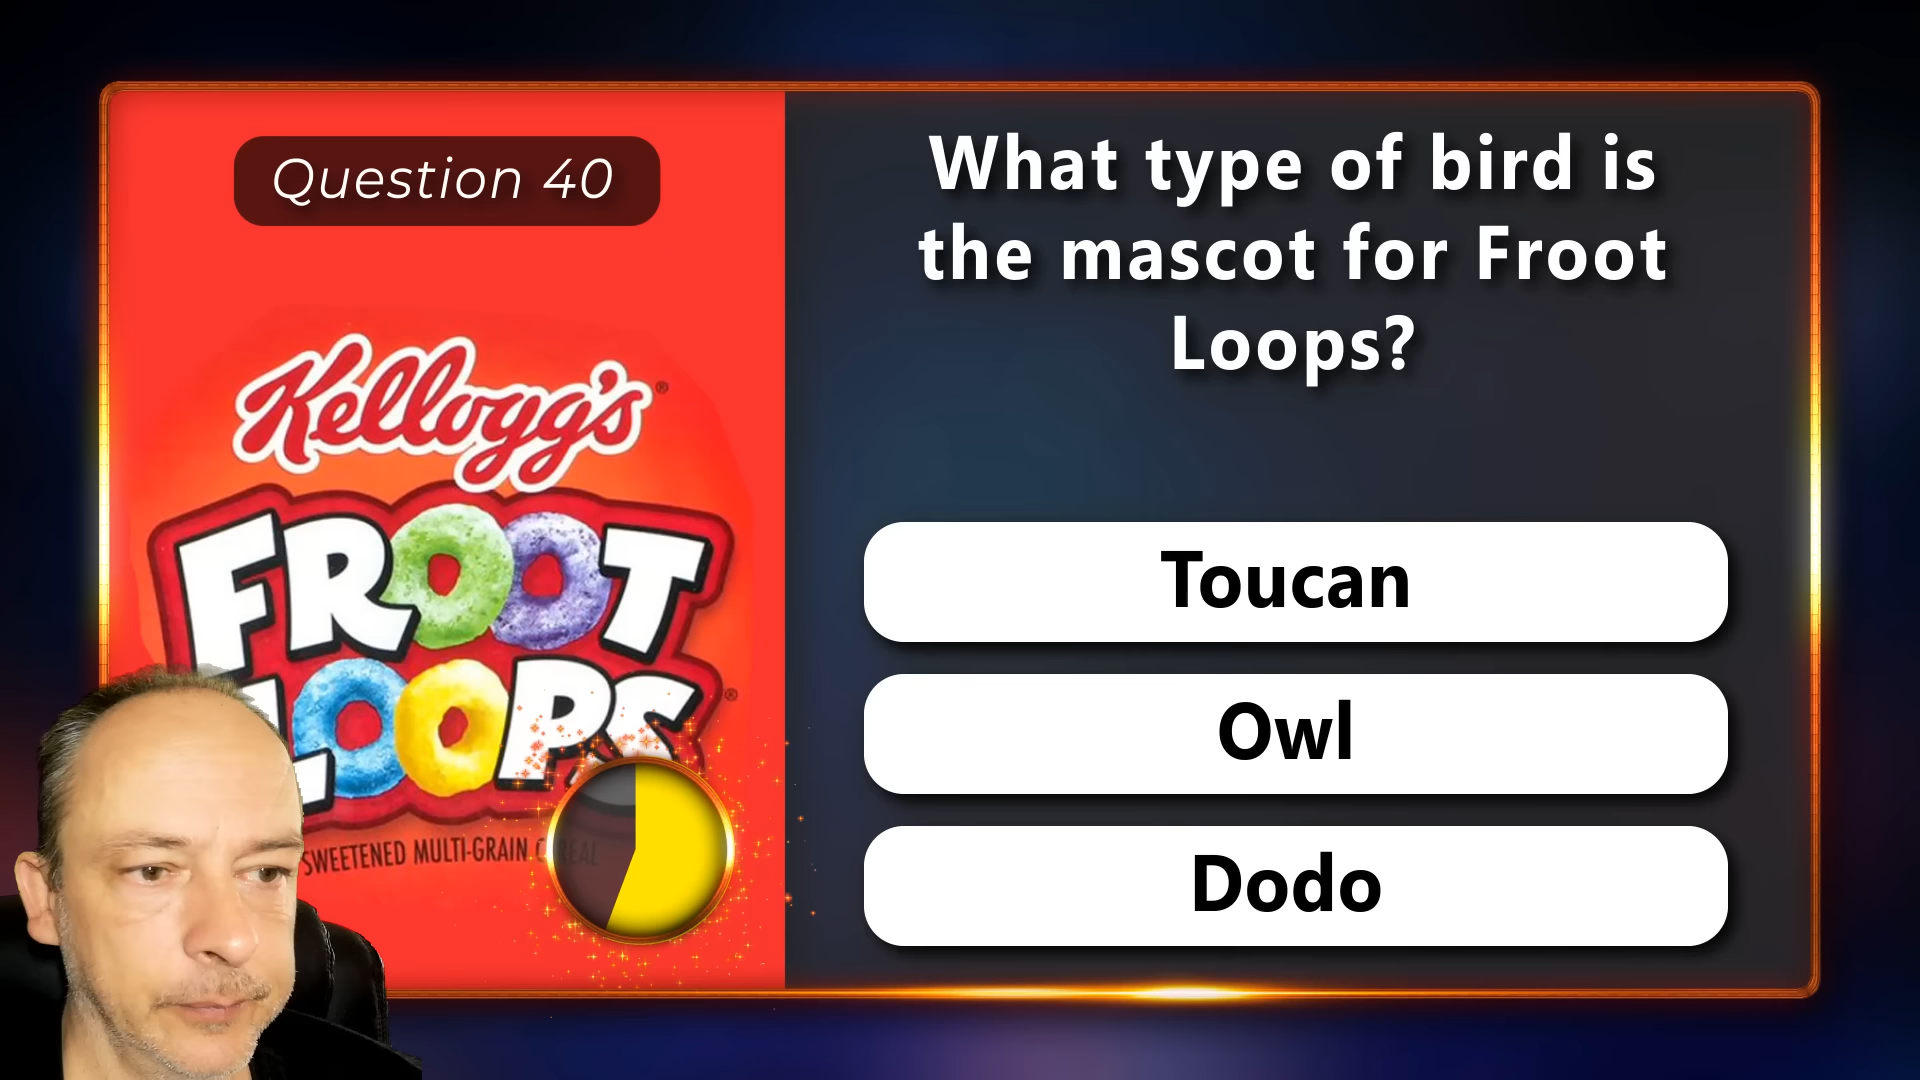 Question 40
What type of bird is
the mascot for Froot
Loops?
Kellogg's®
FROOT
LOOPS®
SWEETENED MULTI-GRAIN CEREAL
Toucan
Owl
Dodo